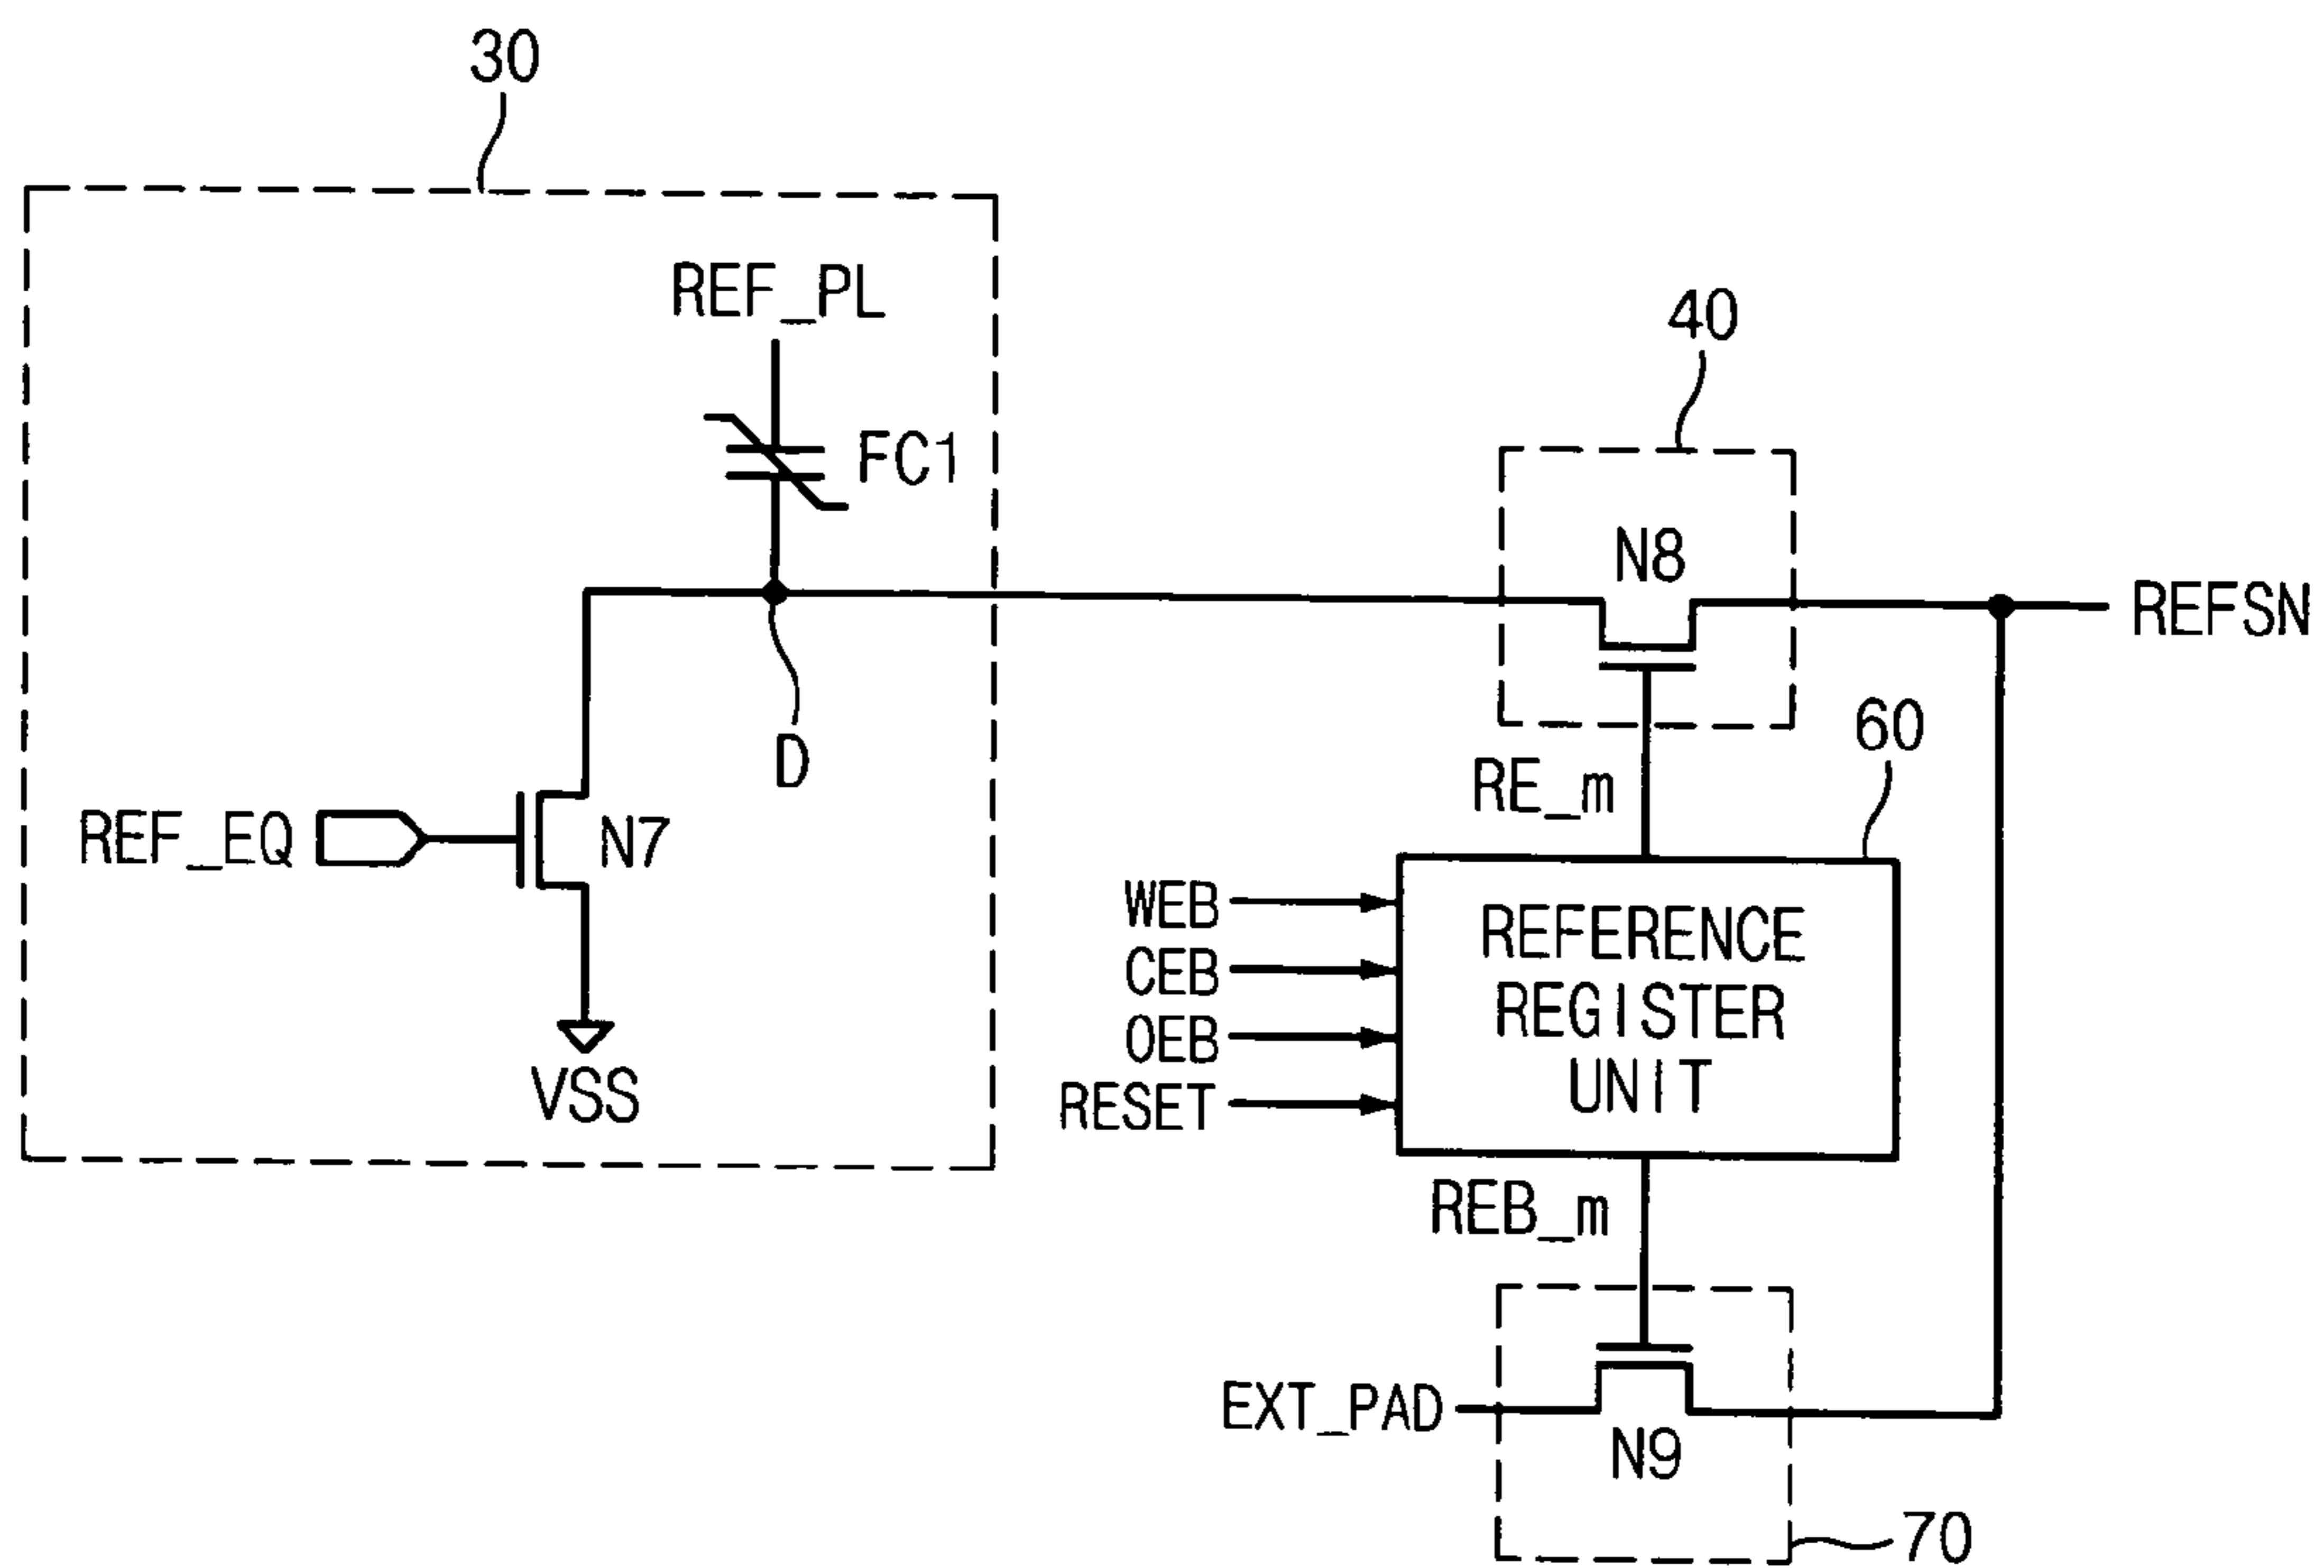 30
REF_PL
40
FC1
N8
REFSN
60
D
RE_m
REF_EQ
N7
WEB
REFERENCE
CEB
REGISTER
OEB
UNIT
VSS
RESET
REB_m
EXT_PAD
N9
70